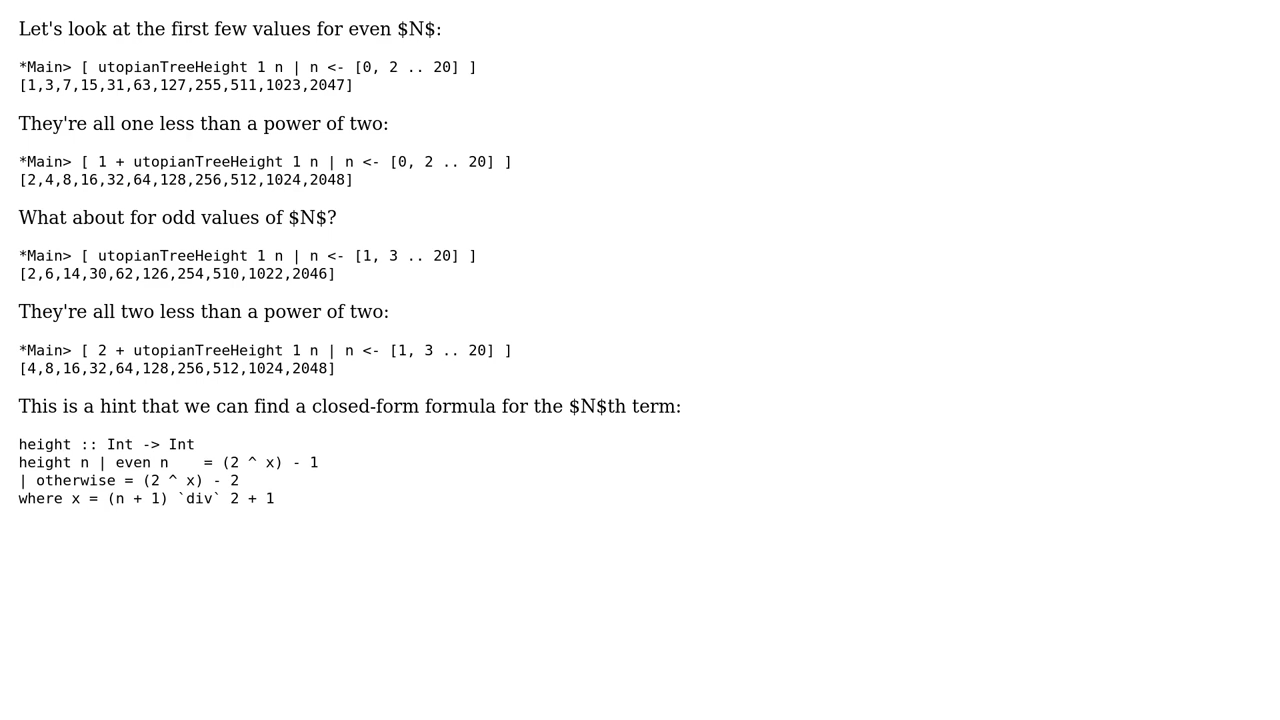 Let's look at the first few values for even $N$:
*Main> [ utopianTreeHeight 1 n | n <- [0, 2 .. 20] ]
[1,3,7,15,31,63,127,255,511,1023,2047]
They're all one less than a power of two:
*Main> [ 1 + utopianTreeHeight 1 n | n <- [0, 2 .. 20] ]
[2,4,8,16,32,64,128,256,512,1024,2048]
What about for odd values of $N$?
*Main> [ utopianTreeHeight 1 n | n <- [1, 3 .. 20] ]
[2,6,14,30,62,126,254,510,1022,2046]
They're all two less than a power of two:
*Main> [ 2 + utopianTreeHeight 1 n | n <- [1, 3 .. 20] ]
[4,8,16,32,64,128,256,512,1024,2048]
This is a hint that we can find a closed-form formula for the $N$th term:
height :: Int -> Int
height n | even n    = (2 ^ x) - 1
| otherwise = (2 ^ x) - 2
where x = (n + 1) `div` 2 + 1